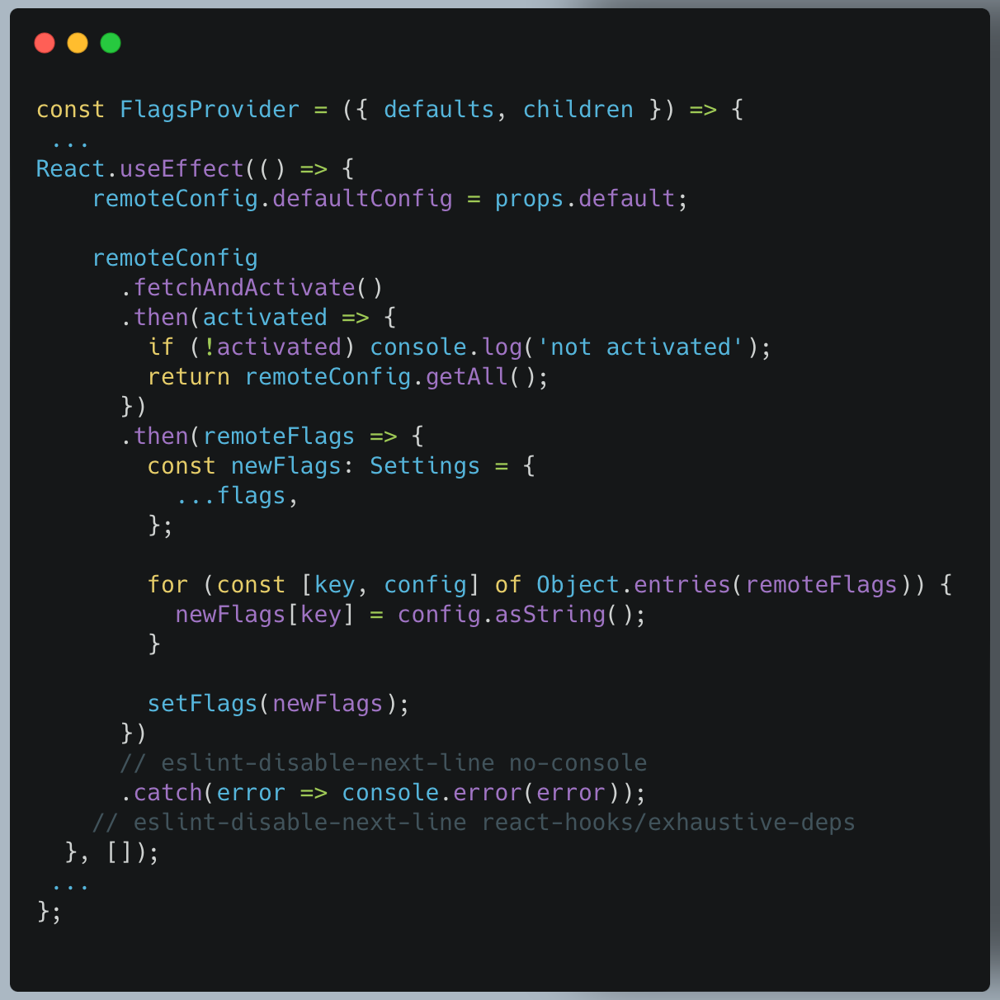 const FlagsProvider = ({ defaults, children }) => {
 ...
React.useEffect(() => {
    remoteConfig.defaultConfig = props.default;

    remoteConfig
      .fetchAndActivate()
      .then(activated => {
        if (!activated) console.log('not activated');
        return remoteConfig.getAll();
      })
      .then(remoteFlags => {
        const newFlags: Settings = {
          ...flags,
        };

        for (const [key, config] of Object.entries(remoteFlags)) {
          newFlags[key] = config.asString();
        }

        setFlags(newFlags);
      })
      // eslint-disable-next-line no-console
      .catch(error => console.error(error));
    // eslint-disable-next-line react-hooks/exhaustive-deps
  }, []);
 ...
};